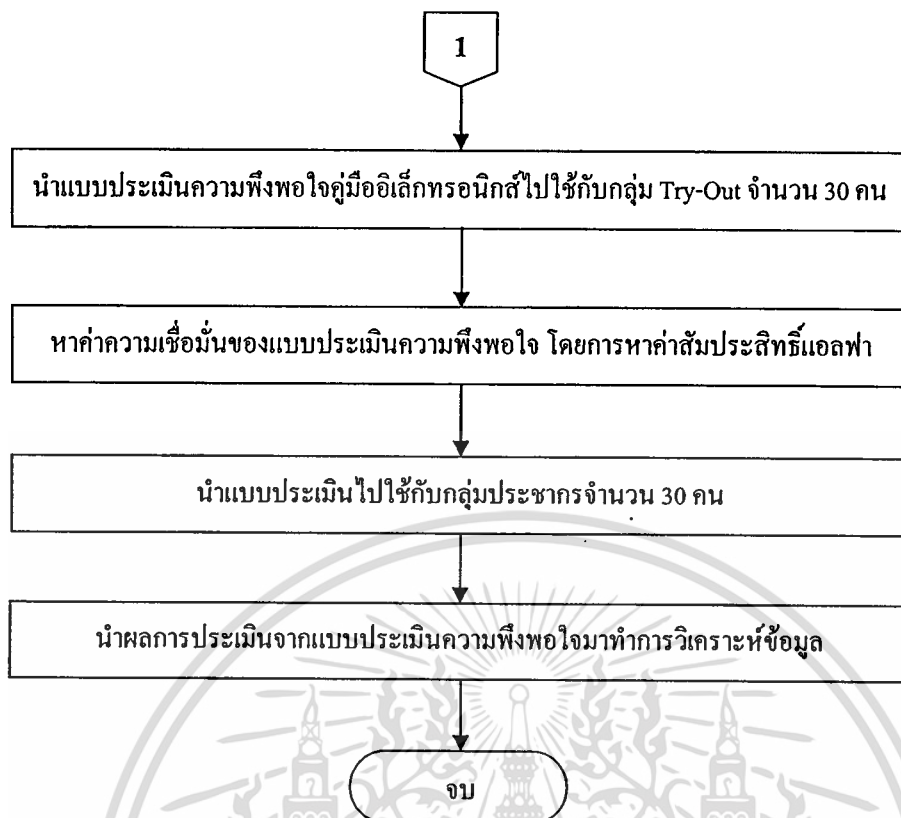 1
นำแบบประเมินความพึงพอใจคู่มืออิเล็กทรอนิกส์ไปใช้กับกลุ่ม Try-Out จำนวน 30 คน
หาค่าความเชื่อมั่นของแบบประเมินความพึงพอใจ โดยการหาค่าสัมประสิทธิ์แอลฟา
นำแบบประเมินไปใช้กับกลุ่มประชากรจำนวน 30 คน
นำผลการประเมินจากแบบประเมินความพึงพอใจมาทำการวิเคราะห์ข้อมูล
จบ